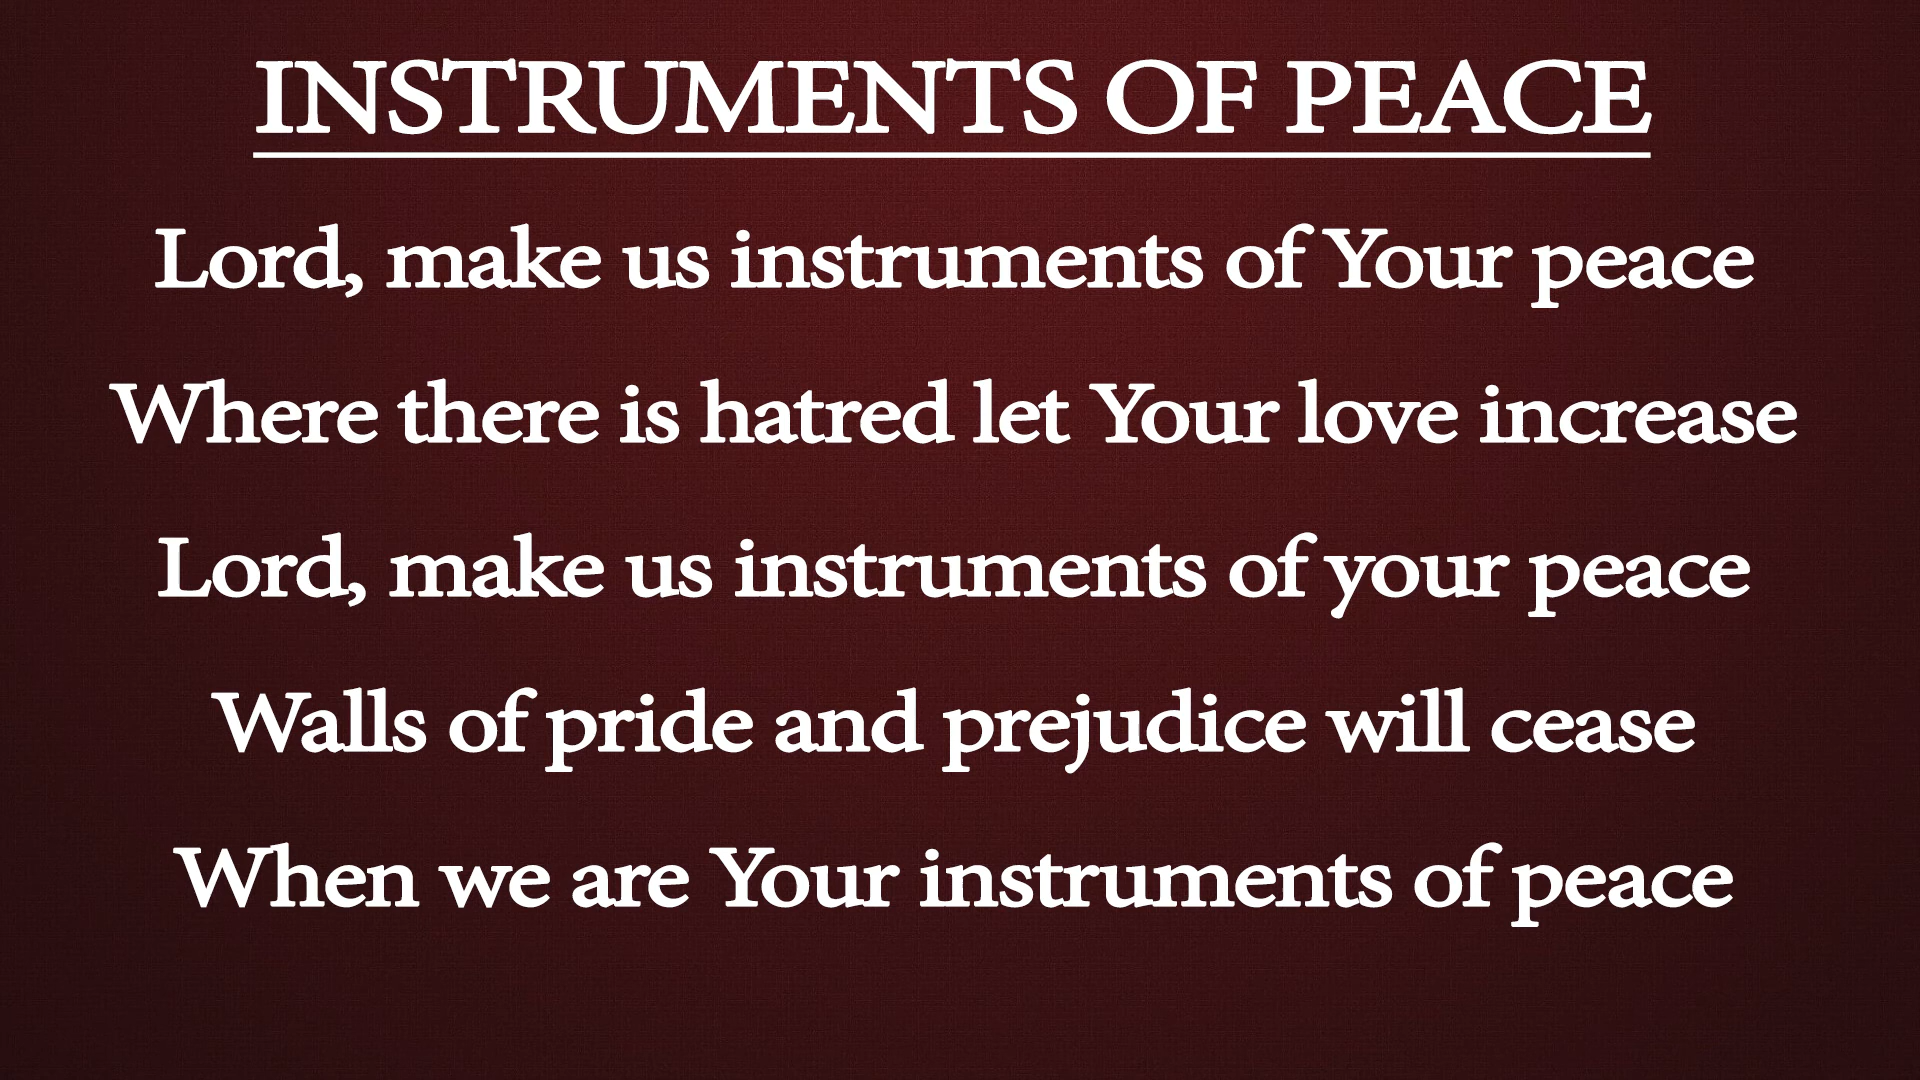 INSTRUMENTS OF PEACE
Lord, make us instruments of Your peace
Where there is hatred let Your love increase
Lord, make us instruments of your peace
Walls of pride and prejudice will cease
When we are Your instruments of peace